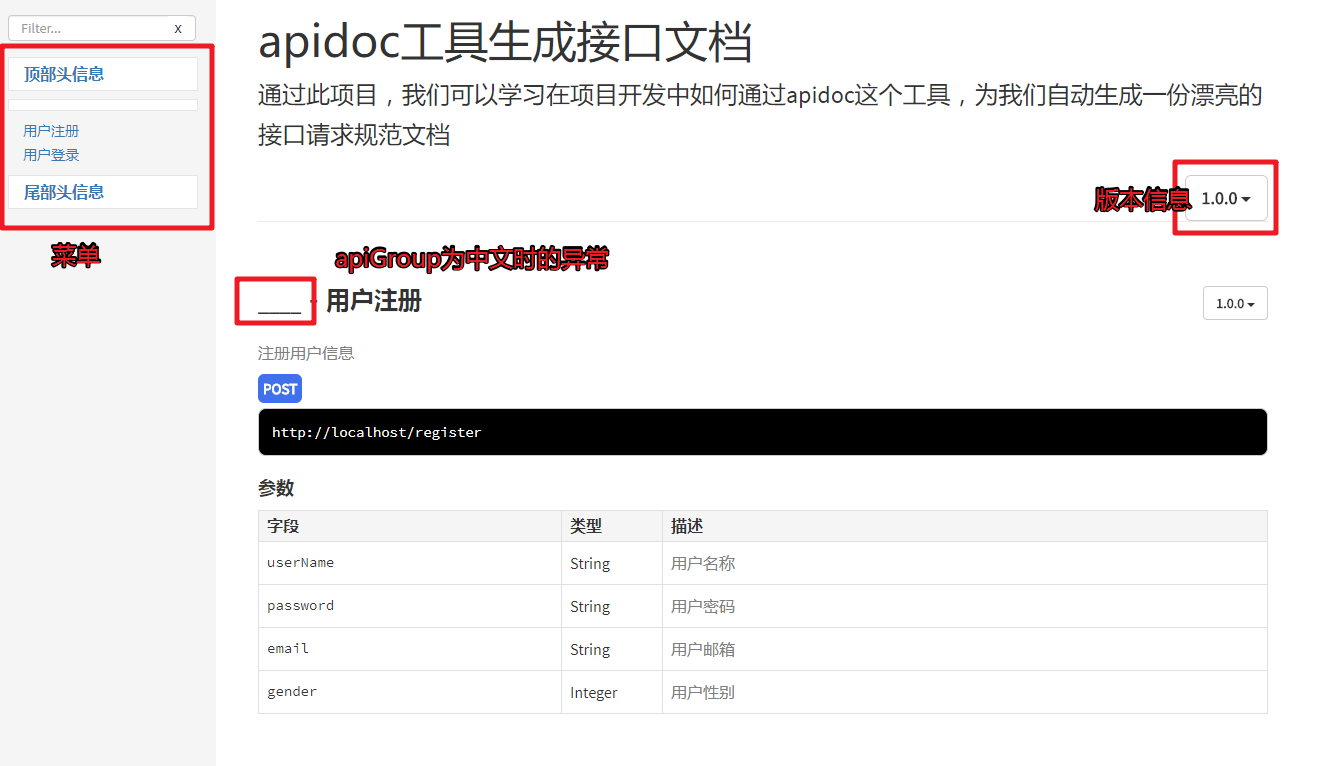 Filter...
x
顶部头信息
用户注册
用户登录
尾部头信息
菜单
apidoc工具生成接口文档
通过此项目，我们可以学习在项目开发中如何通过apidoc这个工具，为我们自动生成一份漂亮的
接口请求规范文档
版本信息
1.0.0
apiGroup为中文时的异常
____ - 用户注册
1.0.0
注册用户信息
POST
http://localhost/register
参数
字段 类型 描述
userName String 用户名称
password String 用户密码
email String 用户邮箱
gender Integer 用户性别